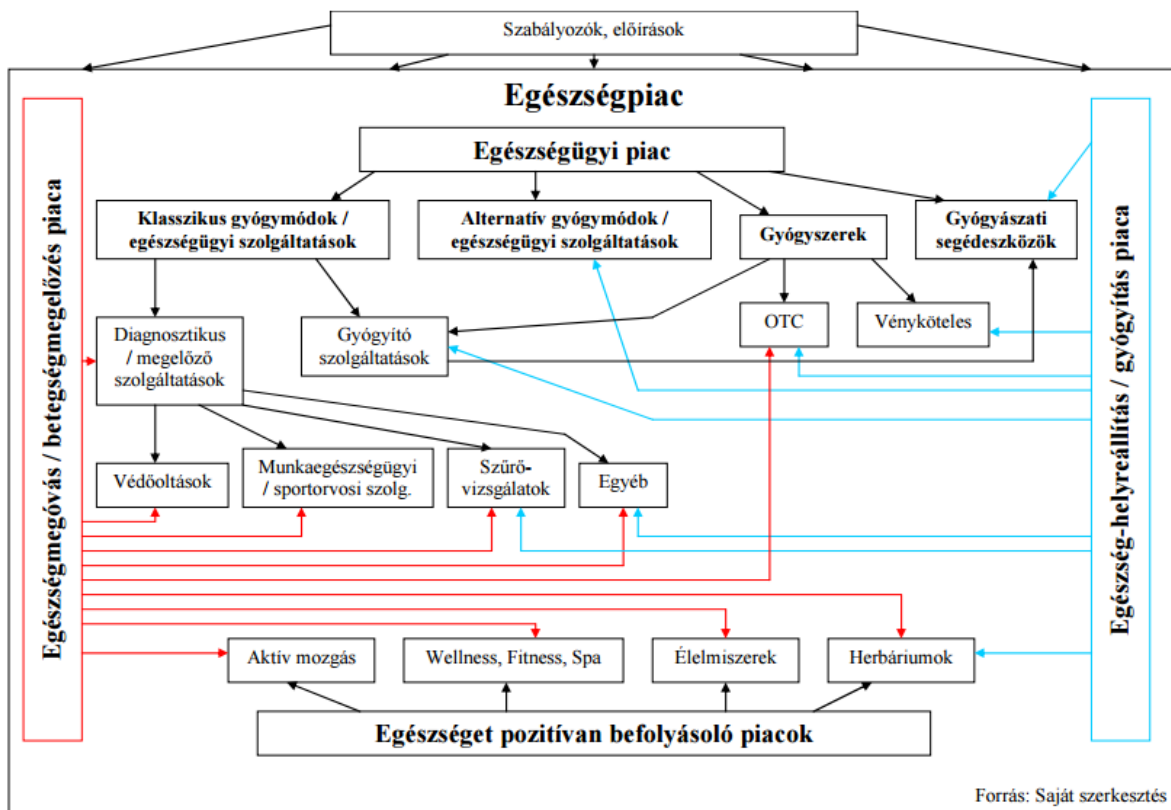 Szabályozók, előírások
Egészségpiac
Egészségmegóvás / betegségmegelőzés piaca
Egészség-helyreállítás / gyógyítás piaca
Egészségügyi piac
Klasszikus gyógymódok /
egészségügyi szolgáltatások
Alternatív gyógymódok /
egészségügyi szolgáltatások
Gyógyszerek
Gyógyászati
segédeszközök
Diagnosztikus
/ megelőző
szolgáltatások
Gyógyító
szolgáltatások
OTC
Vényköteles
Védőoltások
Munkaegészségügyi
/ sportorvosi szolg.
Szűrő-
vizsgálatok
Egyéb
Aktív mozgás
Wellness, Fitness, Spa
Élelmiszerek
Herbáriumok
Egészséget pozitívan befolyásoló piacok
Forrás: Saját szerkesztés